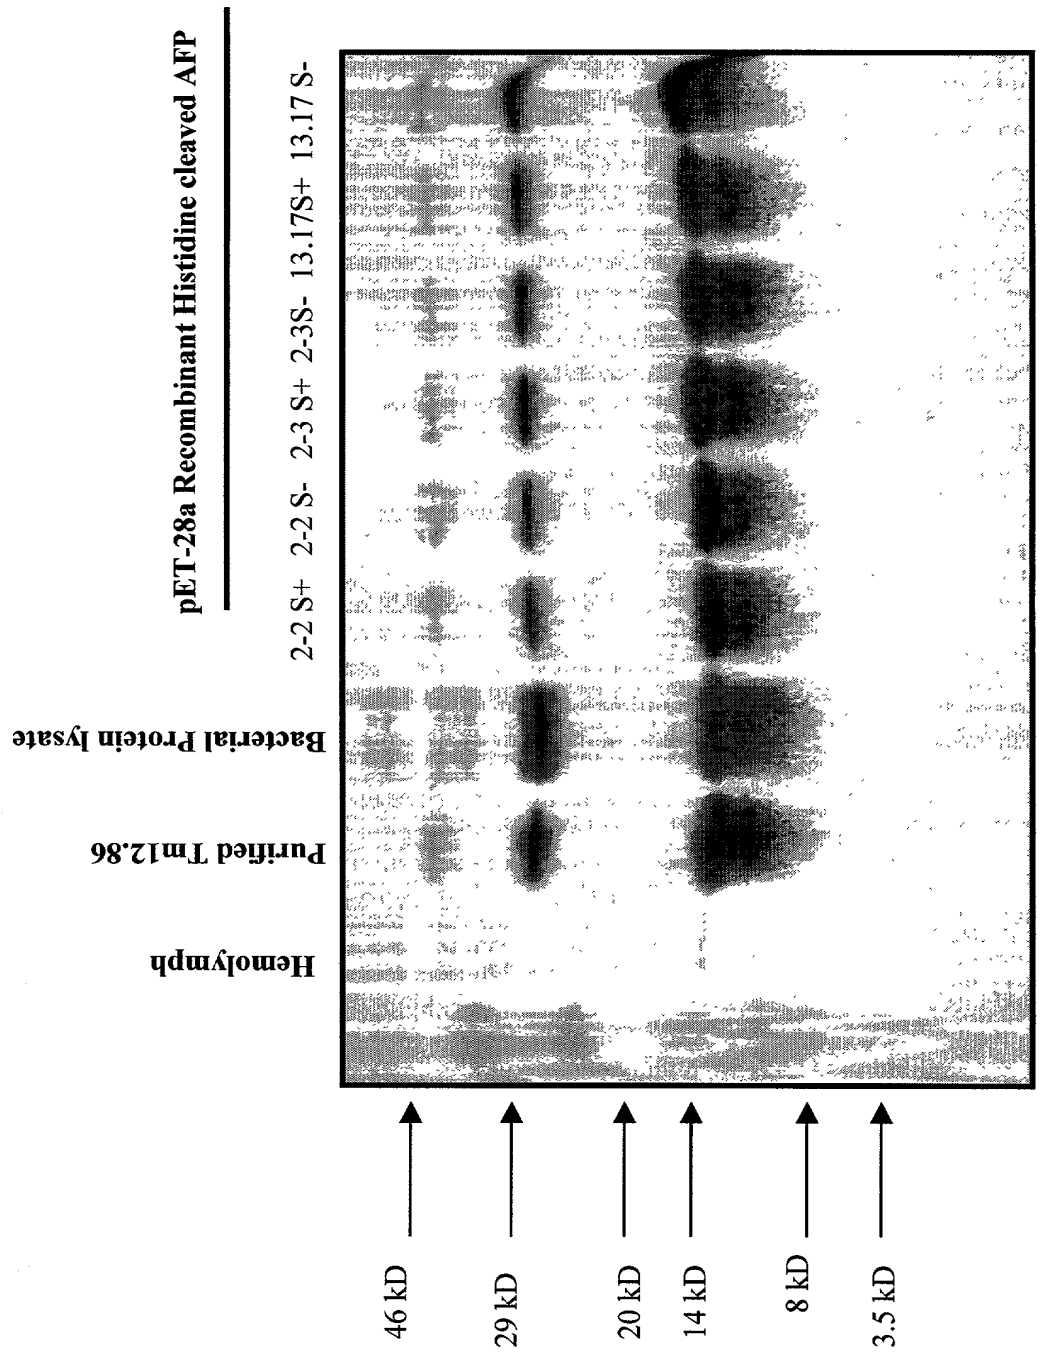 pET-28a Recombinant Histidine cleaved AFP
Hemolymph
Purified Tm12.86
Bacterial Protein lysate
2-2 S+
2-2 S-
2-3 S+
2-3S-
13.17S+
13.17 S-
46 kD
29 kD
20 kD
14 kD
8 kD
3.5 kD